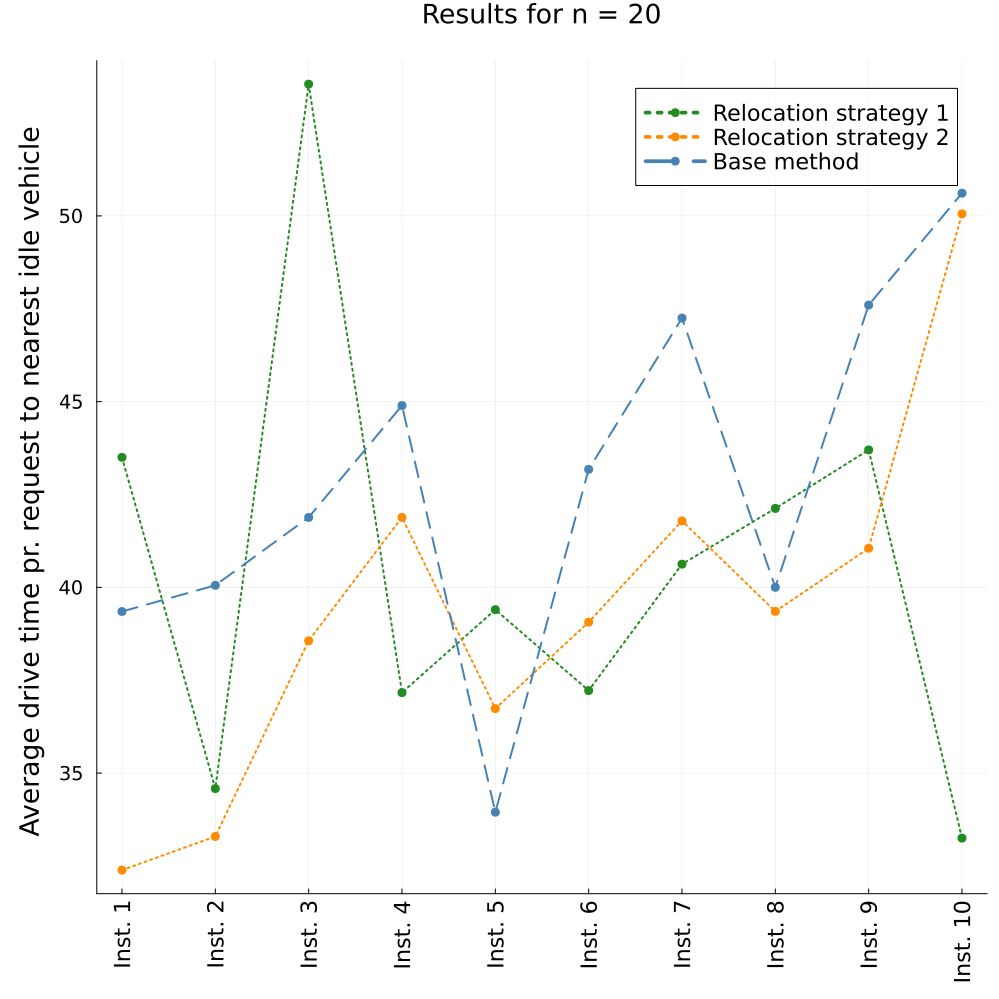 Results for n = 20
Relocation strategy 1
Relocation strategy 2
Base method
Average drive time pr. request to nearest idle vehicle
50
45
40
35
Inst. 1
Inst. 2
Inst. 3
Inst. 4
Inst. 5
Inst. 6
Inst. 7
Inst. 8
Inst. 9
Inst. 10